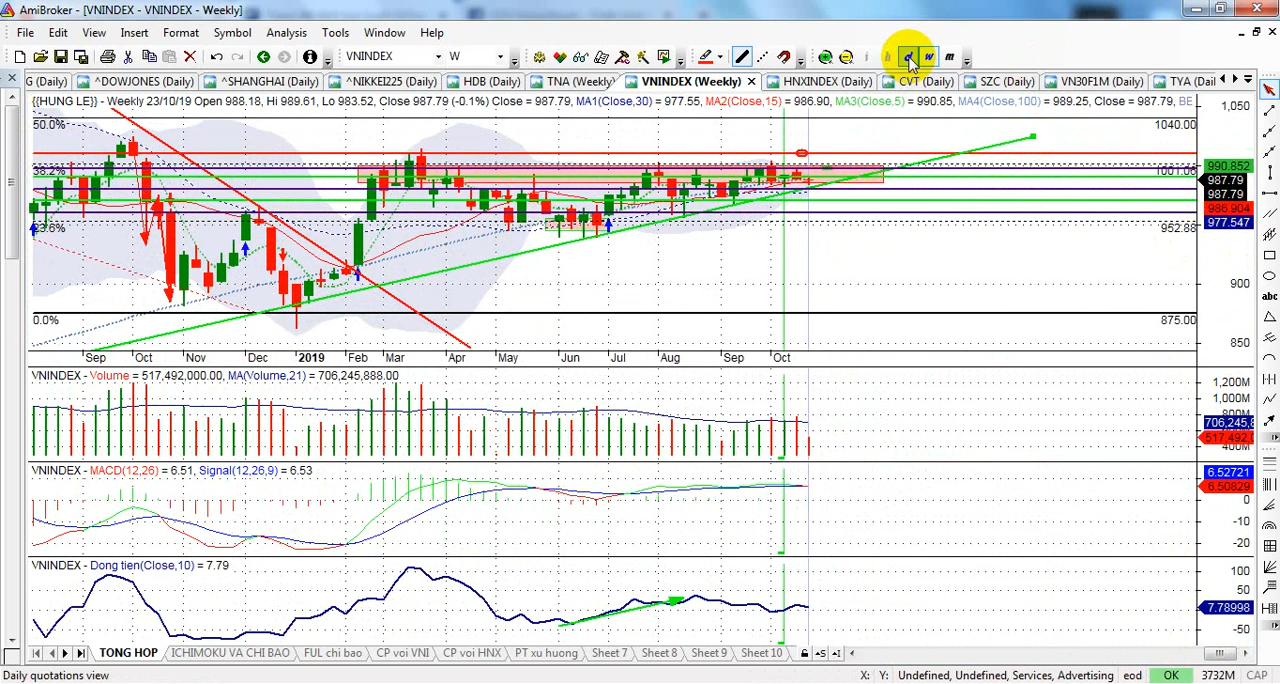 AmiBroker - [VNINDEX - VNINDEX - Weekly]
File Edit View Insert Format Symbol Analysis Tools Window Help
VNINDEX W
G (Daily) ^DOWJONES (Daily) ^SHANGHAI (Daily) ^NIKKEI225 (Daily) HDB (Daily) TNA (Weekly) VNINDEX (Weekly) HNXINDEX (Daily) CVT (Daily) SZC (Daily) VN30F1M (Daily) TYA (Dail
{{HUNG LE}} - Weekly 23/10/19 Open 988.18, Hi 989.61, Lo 983.52, Close 987.79 (-0.1%) Close = 987.7, MA1(Close,30) = 977.55, MA2(Close,15) = 986.90, MA3(Close,5) = 990.85, MA4(Close,100) = 989.25, Close = 987.79, BE
1,050
50.0% 1040.00
38.2% 1001.06
990.852
987.79
987.79
986.904
977.547
23.6% 952.88
900
0.0% 875.00
850
Sep Oct Nov Dec 2019 Feb Mar Apr May Jun Jul Aug Sep Oct
VNINDEX - Volume = 517,492,000.00, MA(Volume,21) = 706,245,888.00
1,200M
1,000M
800M
706,245,8
517,492,0
400M
VNINDEX - MACD(12,26) = 6.51, Signal(12,26,9) = 6.53
6.52721
6.50829
0
-10
-20
VNINDEX - Dong tien(Close,10) = 7.79
100
50
7.78998
-50
TONG HOP ICHIMOKU VA CHI BAO FUL chi bao CP voi VNI CP voi HNX PT xu huong Sheet 7 Sheet 8 Sheet 9 Sheet 10
Daily quotations view X: Y: Undefined, Undefined, Services, Advertising eod OK 3732M CAP
abc